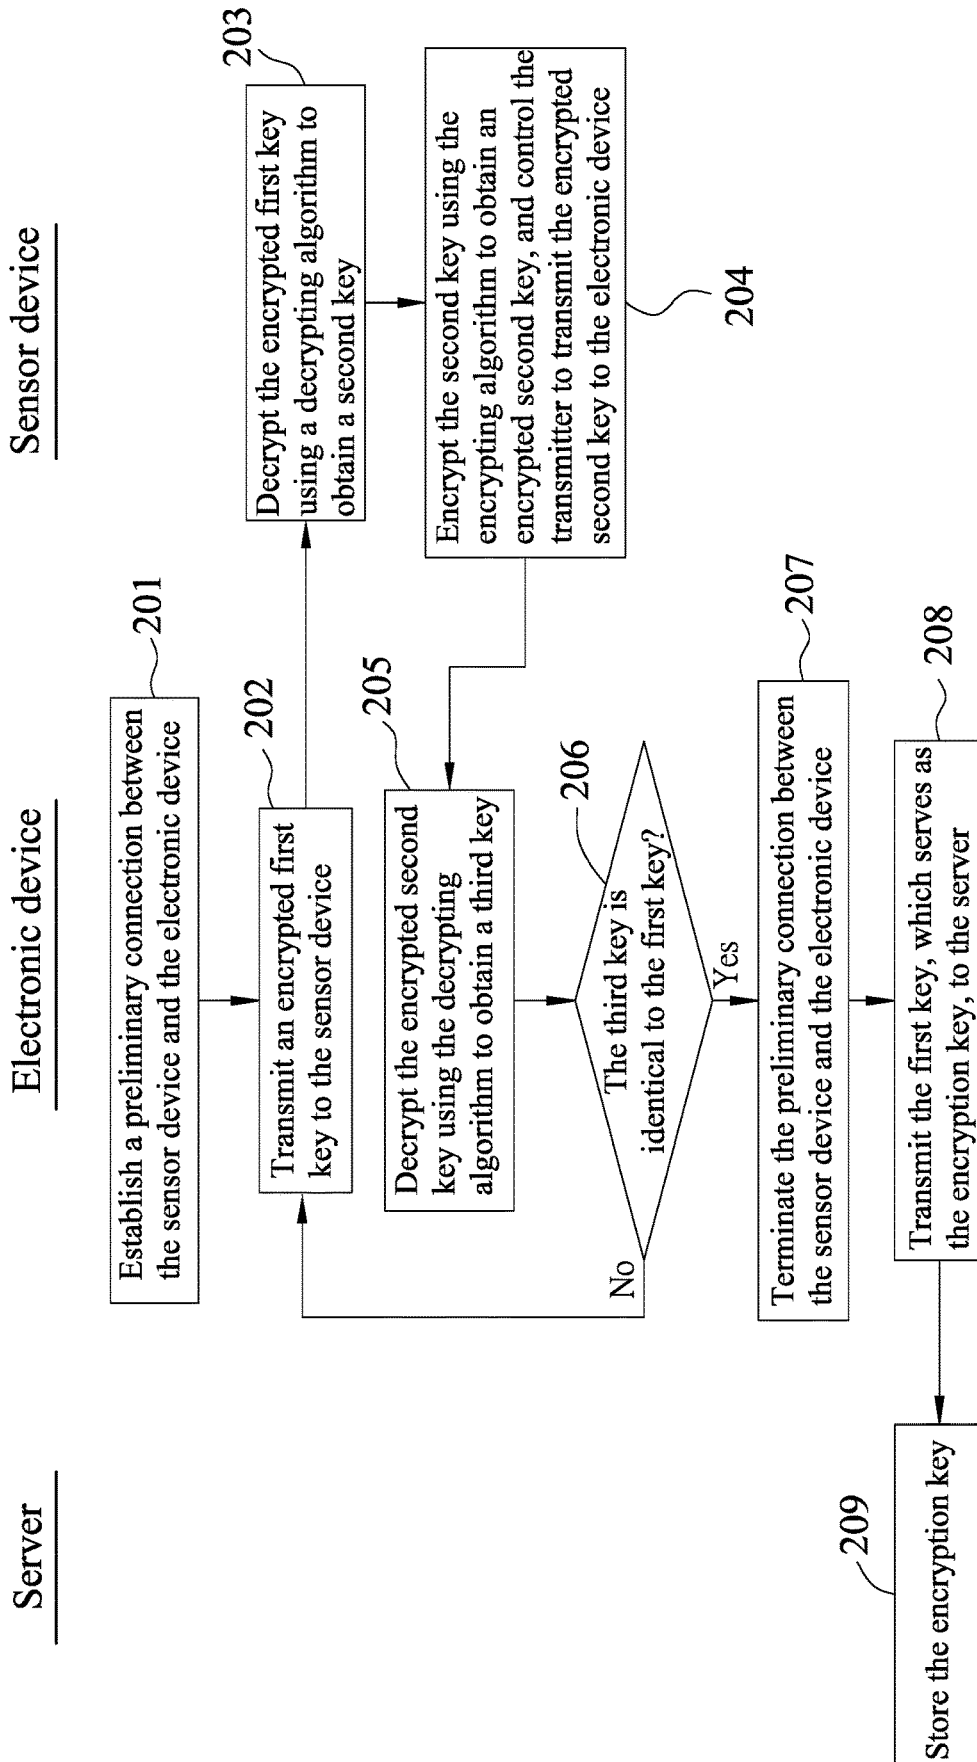 Server
Electronic device
Sensor device
Establish a preliminary connection between
the sensor device and the electronic device
201
Transmit an encrypted first
key to the sensor device
202
Decrypt the encrypted first key
using a decrypting algorithm to
obtain a second key
203
Encrypt the second key using the
encrypting algorithm to obtain an
encrypted second key, and control the
transmitter to transmit the encrypted
second key to the electronic device
204
Decrypt the encrypted second
key using the decrypting
algorithm to obtain a third key
205
The third key is
identical to the first key?
206
No
Yes
Terminate the preliminary connection between
the sensor device and the electronic device
207
Transmit the first key, which serves as
the encryption key, to the server
208
Store the encryption key
209